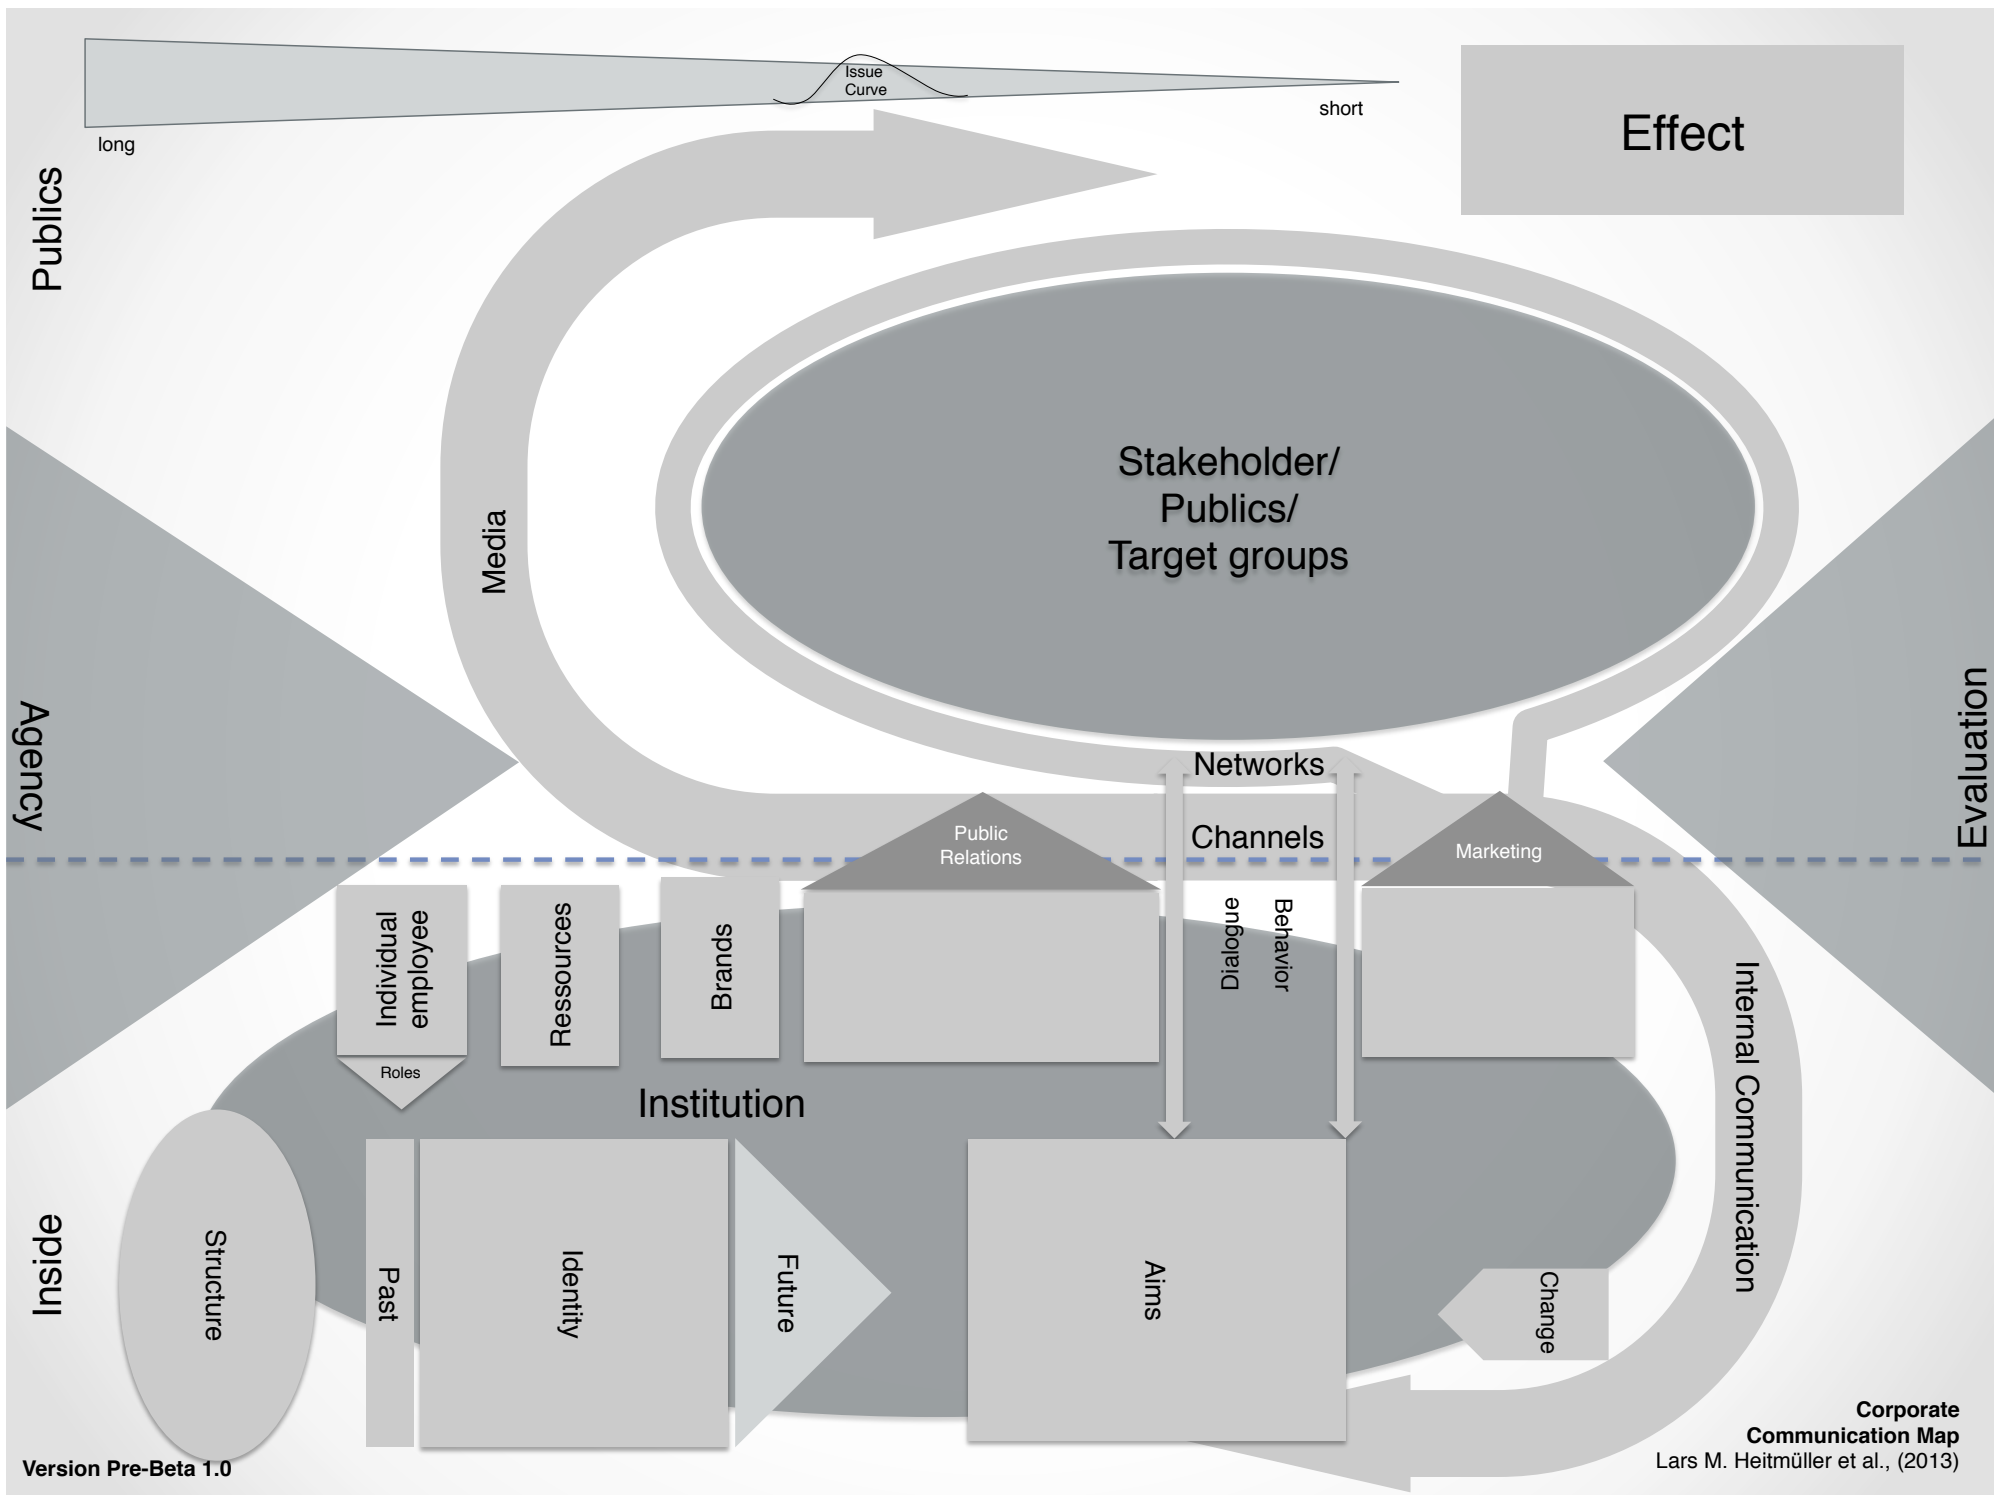 Issue
Curve
long
short
Effect
Publics
Stakeholder/
Publics/
Target groups
Media
Agency
Evaluation
Networks
Channels
Public
Relations
Marketing
Individual
employee
Ressources
Brands
Dialogue
Behavior
Roles
Institution
Internal Communication
Inside
Structure
Past
Identity
Future
Aims
Change
Version Pre-Beta 1.0
Corporate
Communication Map
Lars M. Heitmüller et al., (2013)